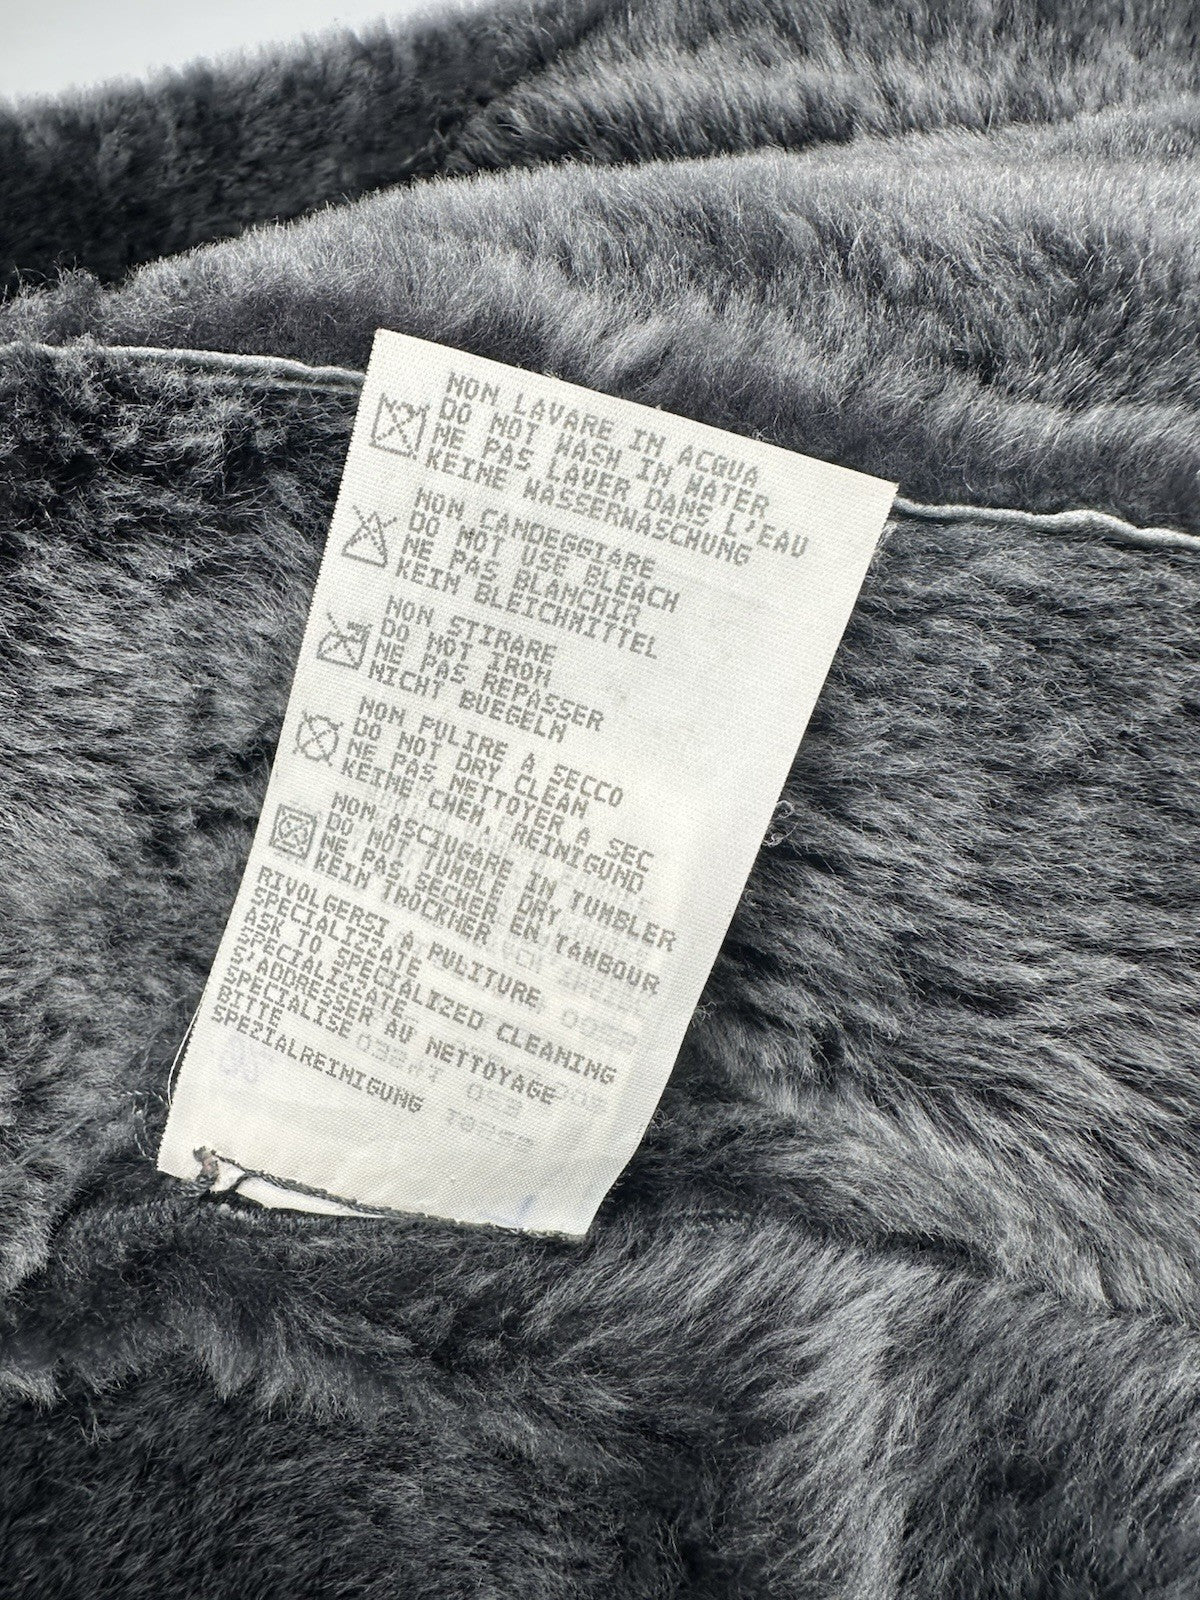 NON LAVARE IN ACQUA
DO NOT WASH IN WATER
NE PAS LAVER DANS L'EAU
KEINE WASSERWASCHUNG
NON CANDEGGIARE
DO NOT USE BLEACH
NE PAS BLANCHIR
KEIN BLEICHMITTEL
NON STIRARE
DO NOT IRON
NE PAS REPASSER
NICHT BUEGELN
NON PULIRE A SECCO
DO NOT DRY CLEAN
NE PAS NETTOYER A SEC
KEINE CHEM. REINIGUND
NON ASCIUGARE IN TUMBLER
DO NOT TUMBLE DRY
NE PAS SECHER EN TAMBOUR
KEIN TROCKNER
RIVOLGERSI A PULITURE
SPECIALIZZATE
ASK TO SPECIALIZED CLEANING
SPECIALIZZATE
S'ADDRESSER AU NETTOYAGE
SPECIALISE
BITTE
SPEZIALREINIGUNG